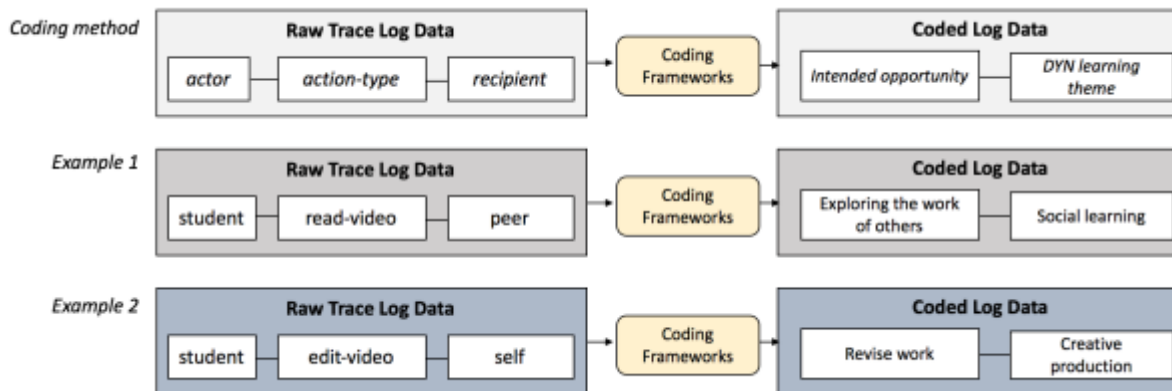 Coding method
Raw Trace Log Data
actor
action-type
recipient
Coding
Frameworks
Coded Log Data
Intended opportunity
DYN learning
theme
Example 1
Raw Trace Log Data
student
read-video
peer
Coding
Frameworks
Coded Log Data
Exploring the work
of others
Social learning
Example 2
Raw Trace Log Data
student
edit-video
self
Coding
Frameworks
Coded Log Data
Revise work
Creative
production